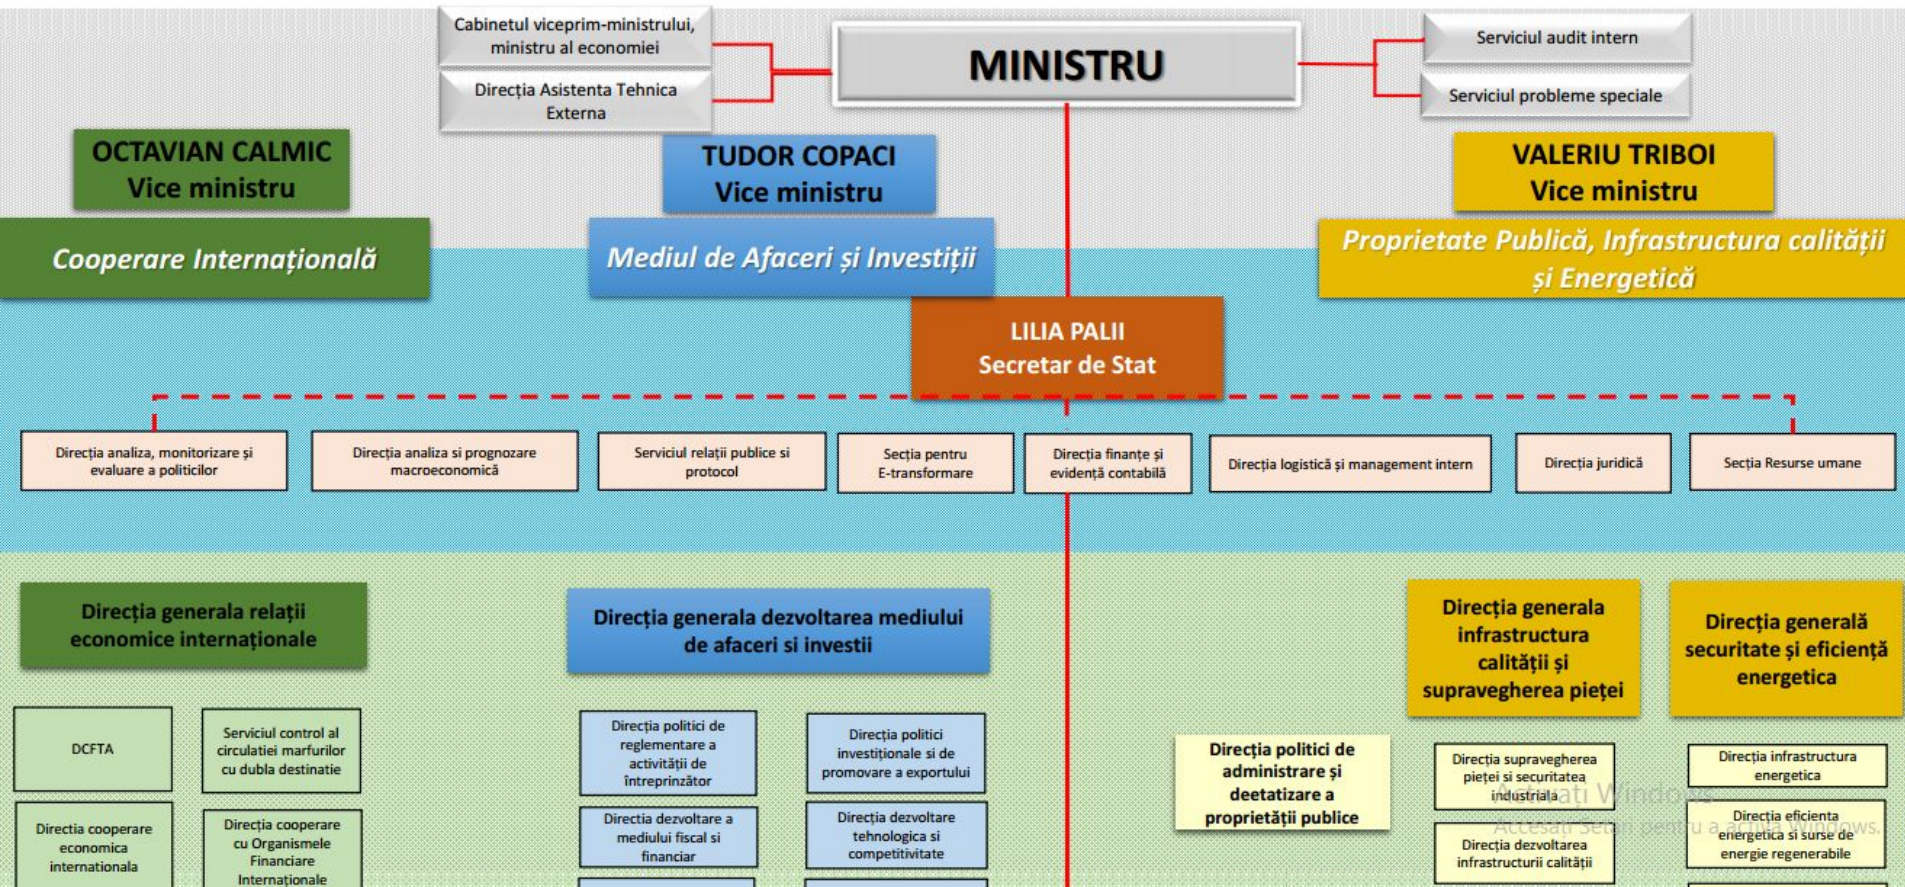 Cabinetul viceprim-ministrului,
ministru al economiei
Direcția Asistenta Tehnica
Externa
MINISTRU
Serviciul audit intern
Serviciul probleme speciale
OCTAVIAN CALMIC
Vice ministru
TUDOR COPACI
Vice ministru
VALERIU TRIBOI
Vice ministru
Cooperare Internațională
Mediul de Afaceri și Investiții
Proprietate Publică, Infrastructura calității
și Energetică
LILIA PALII
Secretar de Stat
Direcția analiza, monitorizare și
evaluare a politicilor
Direcția analiza si prognozare
macroeconomică
Serviciul relații publice si
protocol
Secția pentru
E-transformare
Direcția finanțe și
evidență contabilă
Direcția logistică și management intern
Direcția juridică
Secția Resurse umane
Direcția generala relații
economice internaționale
Direcția generala dezvoltarea mediului
de afaceri si investii
Direcția generala
infrastructura
calității și
supravegherea pieței
Direcția generală
securitate și eficiență
energetica
DCFTA
Serviciul control al
circulatiei marfurilor
cu dubla destinatie
Direcția politici de
reglementare a
activității de
întreprinzător
Direcția politici
investiționale si de
promovare a exportului
Direcția politici de
administrare și
deetatizare a
proprietății publice
Direcția supravegherea
pieței si securitatea
industriala
Direcția infrastructura
energetica
Directia cooperare
economica
internationala
Direcția cooperare
cu Organismele
Financiare
Internaționale
Directia dezvoltare a
mediului fiscal si
financiar
Direcția dezvoltare
tehnologica si
competitivitate
Direcția dezvoltarea
infrastructurii calității
Direcția eficienta
energetica si surse de
energie regenerabile
Activați Windows
Accesați Setări pentru a activa Windows.